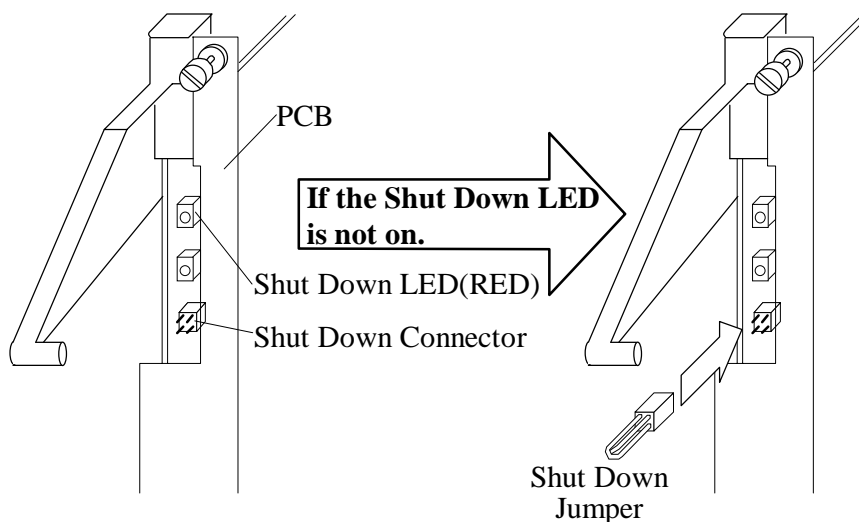 PCB
If the Shut Down LED
is not on.
Shut Down LED(RED)
Shut Down Connector
Shut Down
Jumper